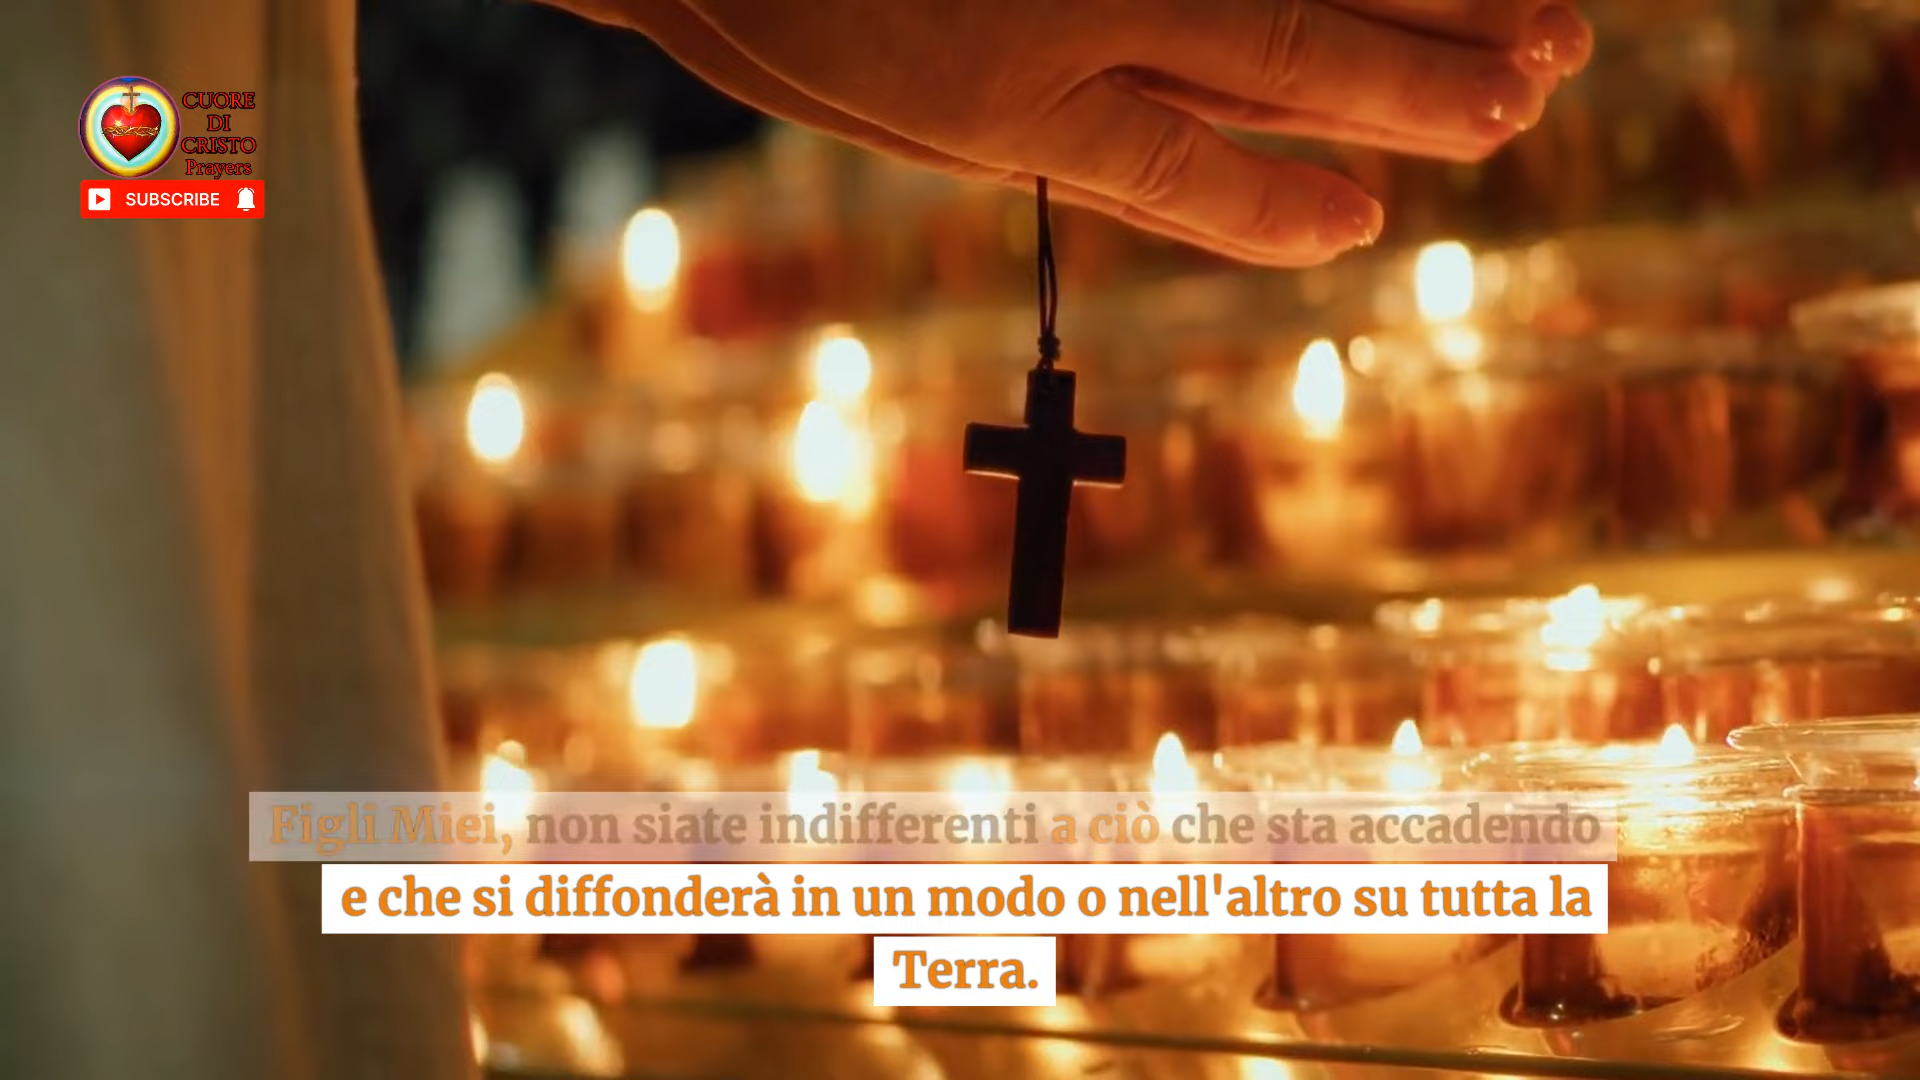 CUORE
DI
CRISTO
Prayers
SUBSCRIBE
Figli Miei, non siate indifferenti a ciò che sta accadendo
e che si diffonderà in un modo o nell'altro su tutta la
Terra.